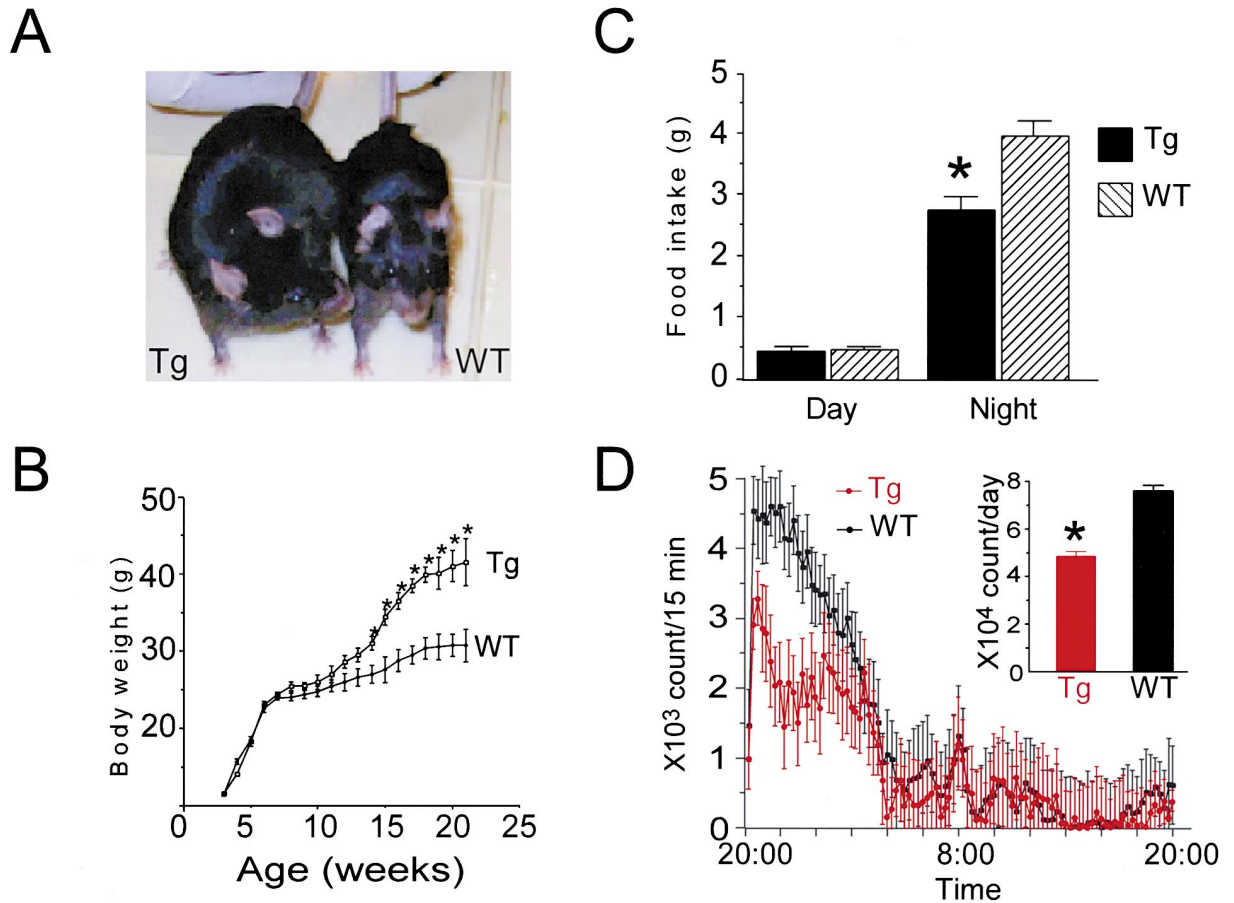 A
Tg
WT
B
Body weight (g)
50
40
30
20
* * * * * * * *
Tg
WT
0
5
10
15
20
25
Age (weeks)
C
Food intake (g)
5
4
3
2
1
0
*
Tg
WT
Day
Night
D
X10³ count/15 min
5
4
3
2
1
0
Tg
WT
20:00
8:00
20:00
Time
X10⁴ count/day
8
6
4
2
0
*
Tg
WT